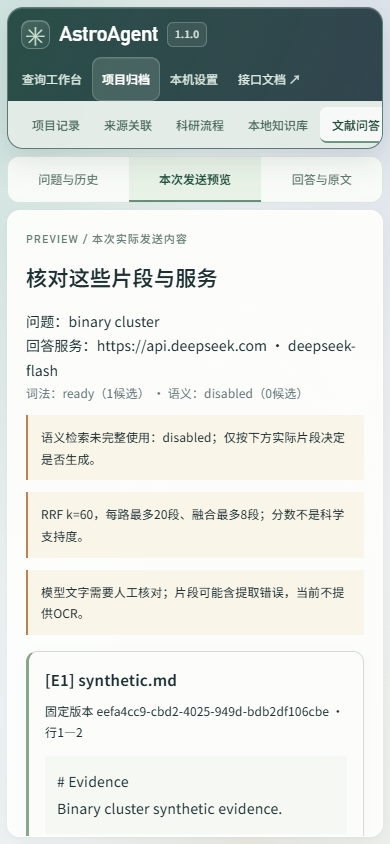 AstroAgent 1.1.0
查询工作台 项目归档 本机设置 接口文档 ↗
项目记录 来源关联 科研流程 本地知识库 文献问答
问题与历史 本次发送预览 回答与原文
PREVIEW / 本次实际发送内容
核对这些片段与服务
问题：binary cluster
回答服务：https://api.deepseek.com · deepseek-
flash
词法：ready（1候选） · 语义：disabled（0候选）
语义检索未完整使用：disabled；仅按下方实际片段决定
是否生成。
RRF k=60，每路最多20段、融合最多8段；分数不是科学
支持度。
模型文字需要人工核对；片段可能含提取错误，当前不提
供OCR。
[E1] synthetic.md
固定版本 eefa4cc9-cbd2-4025-949d-bdb2df106cbe ·
行1—2
# Evidence
Binary cluster synthetic evidence.